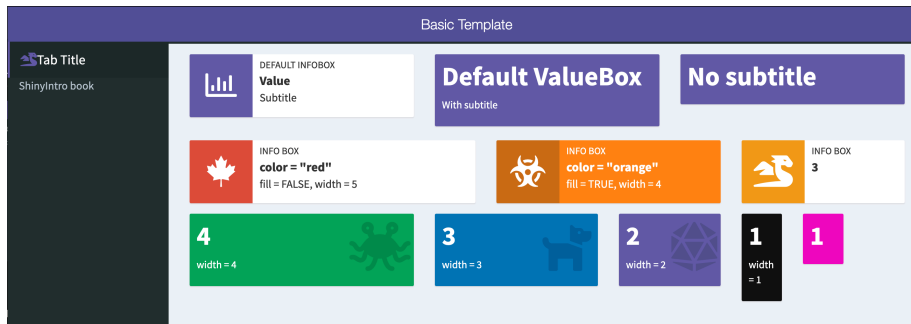 Basic Template
Tab Title
ShinyIntro book
DEFAULT INFOBOX
Value
Subtitle
Default ValueBox
With subtitle
No subtitle
INFO BOX
color = "red"
fill = FALSE, width = 5
INFO BOX
color = "orange"
fill = TRUE, width = 4
INFO BOX
3
4
width = 4
3
width = 3
2
width = 2
1
width
= 1
1